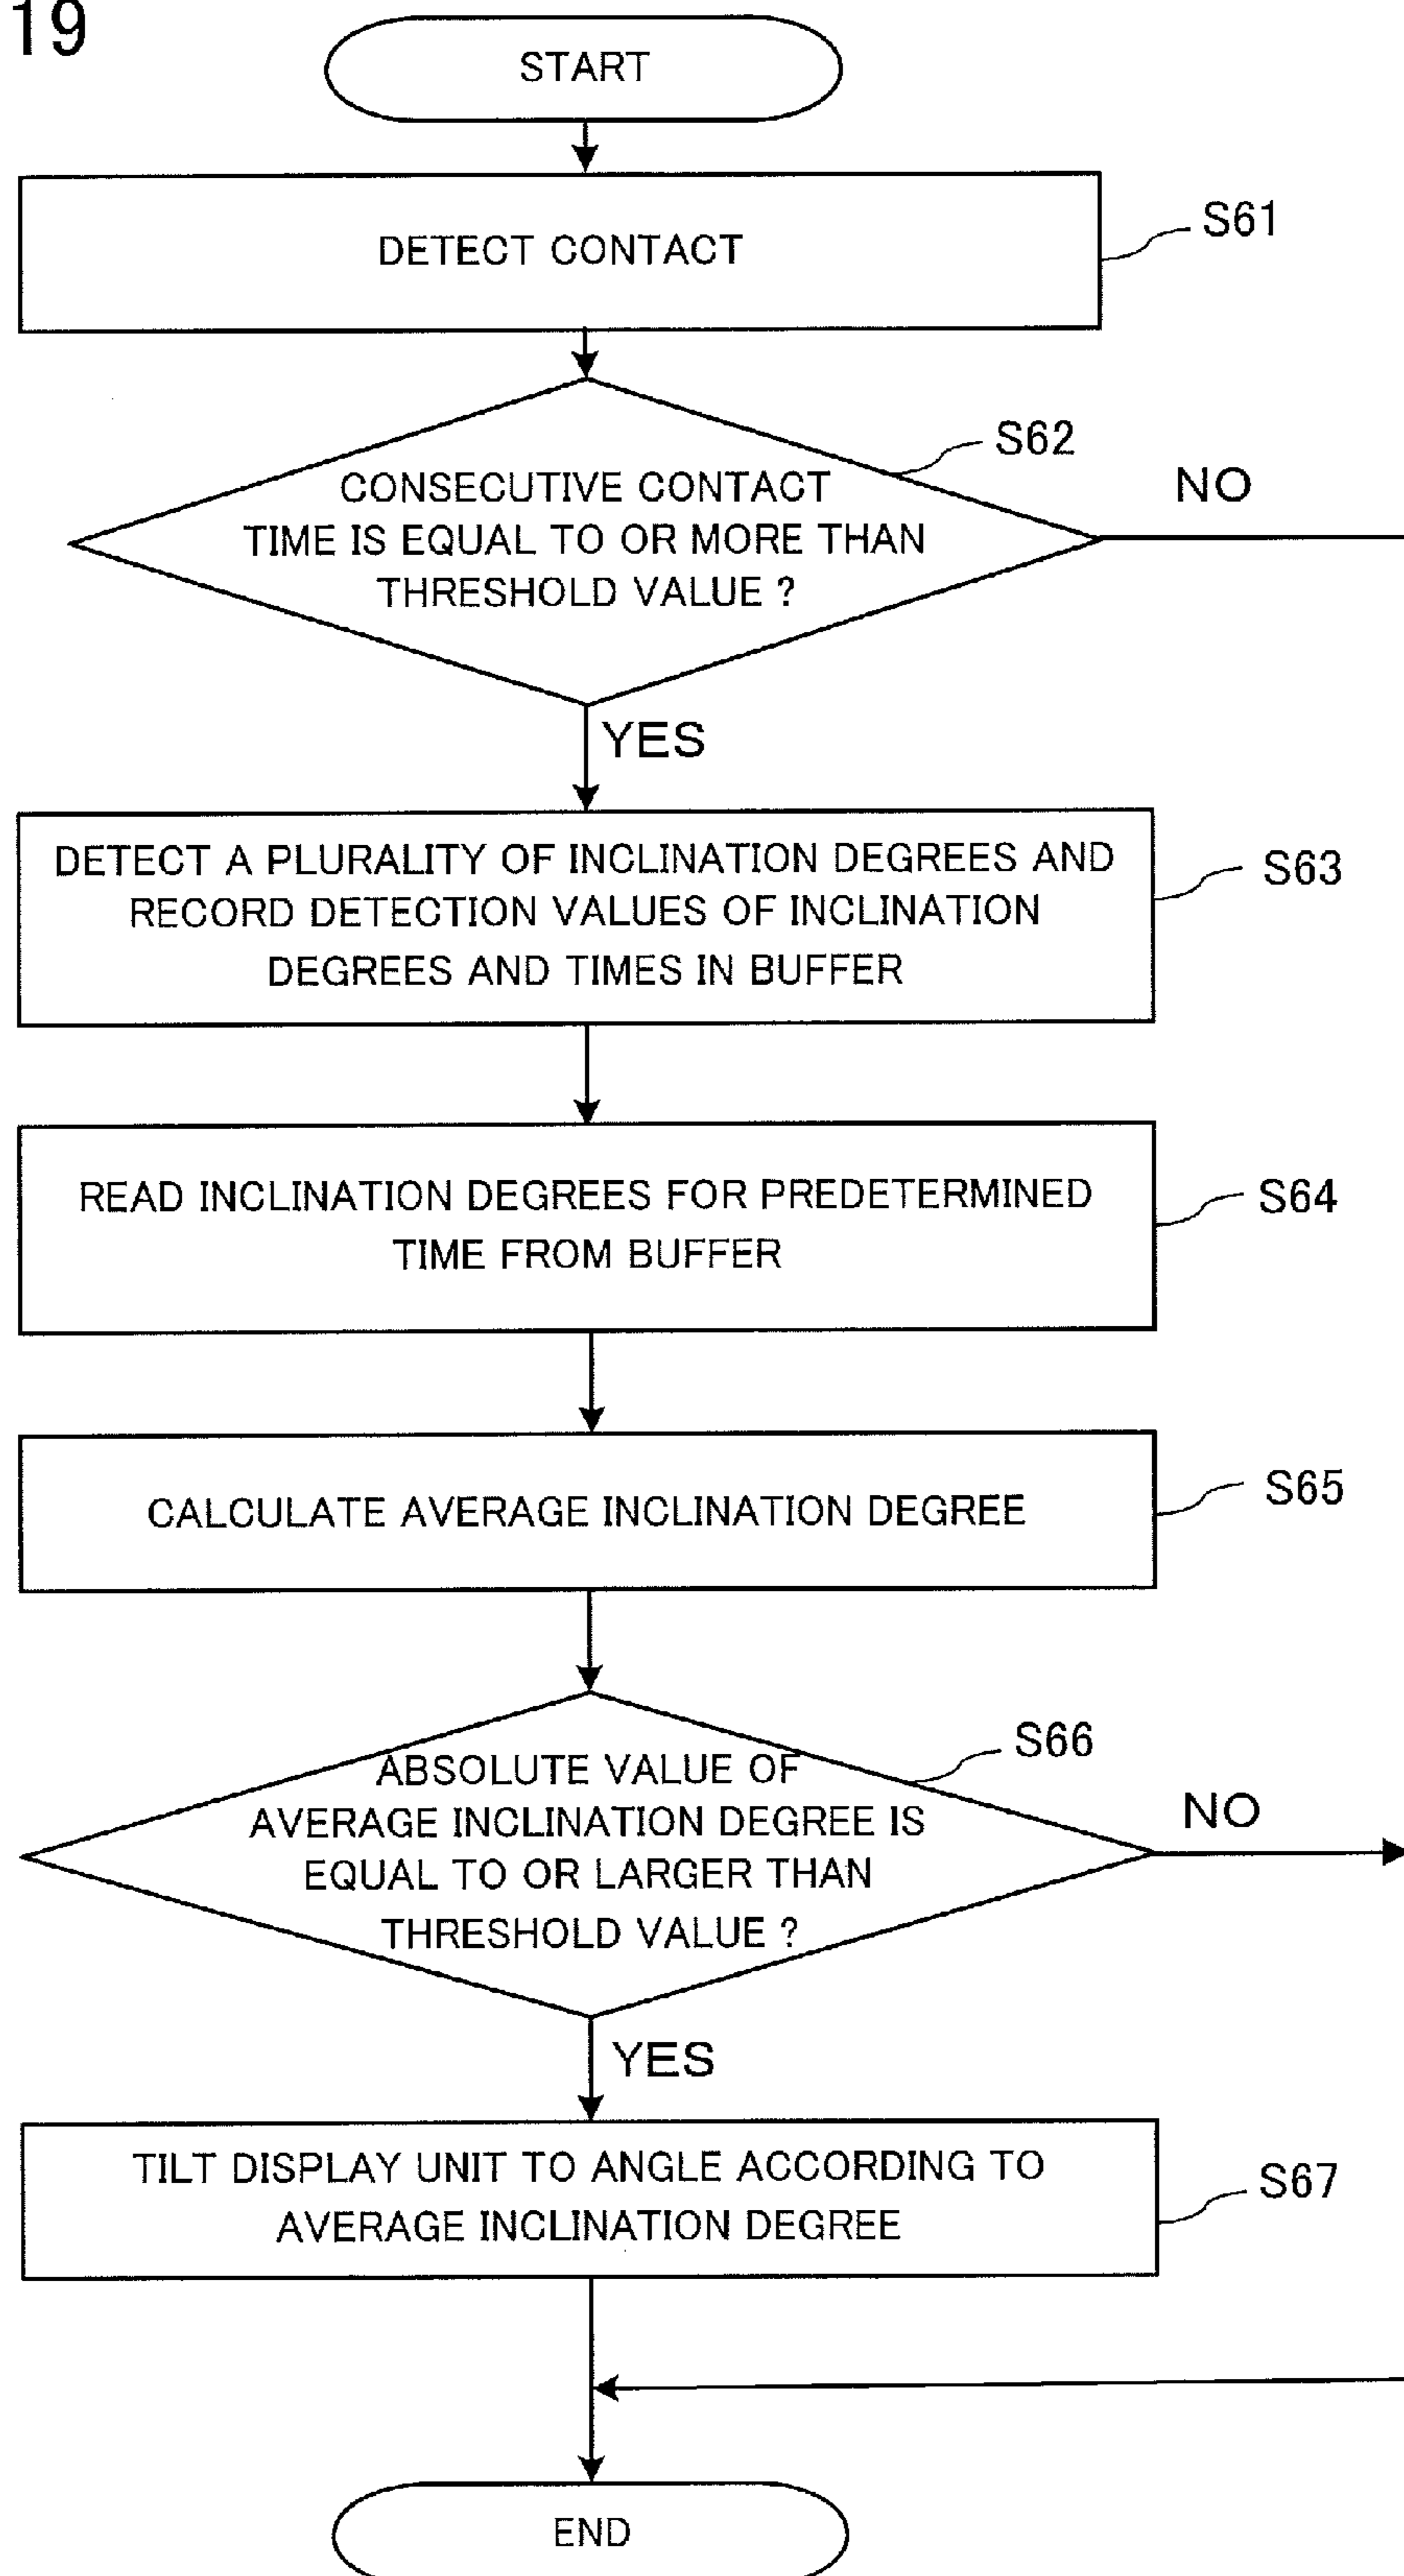 19
START
DETECT CONTACT
S61
S62
CONSECUTIVE CONTACT
TIME IS EQUAL TO OR MORE THAN
THRESHOLD VALUE ?
NO
YES
DETECT A PLURALITY OF INCLINATION DEGREES AND
RECORD DETECTION VALUES OF INCLINATION
DEGREES AND TIMES IN BUFFER
S63
READ INCLINATION DEGREES FOR PREDETERMINED
TIME FROM BUFFER
S64
CALCULATE AVERAGE INCLINATION DEGREE
S65
S66
ABSOLUTE VALUE OF
AVERAGE INCLINATION DEGREE IS
EQUAL TO OR LARGER THAN
THRESHOLD VALUE ?
NO
YES
TILT DISPLAY UNIT TO ANGLE ACCORDING TO
AVERAGE INCLINATION DEGREE
S67
END